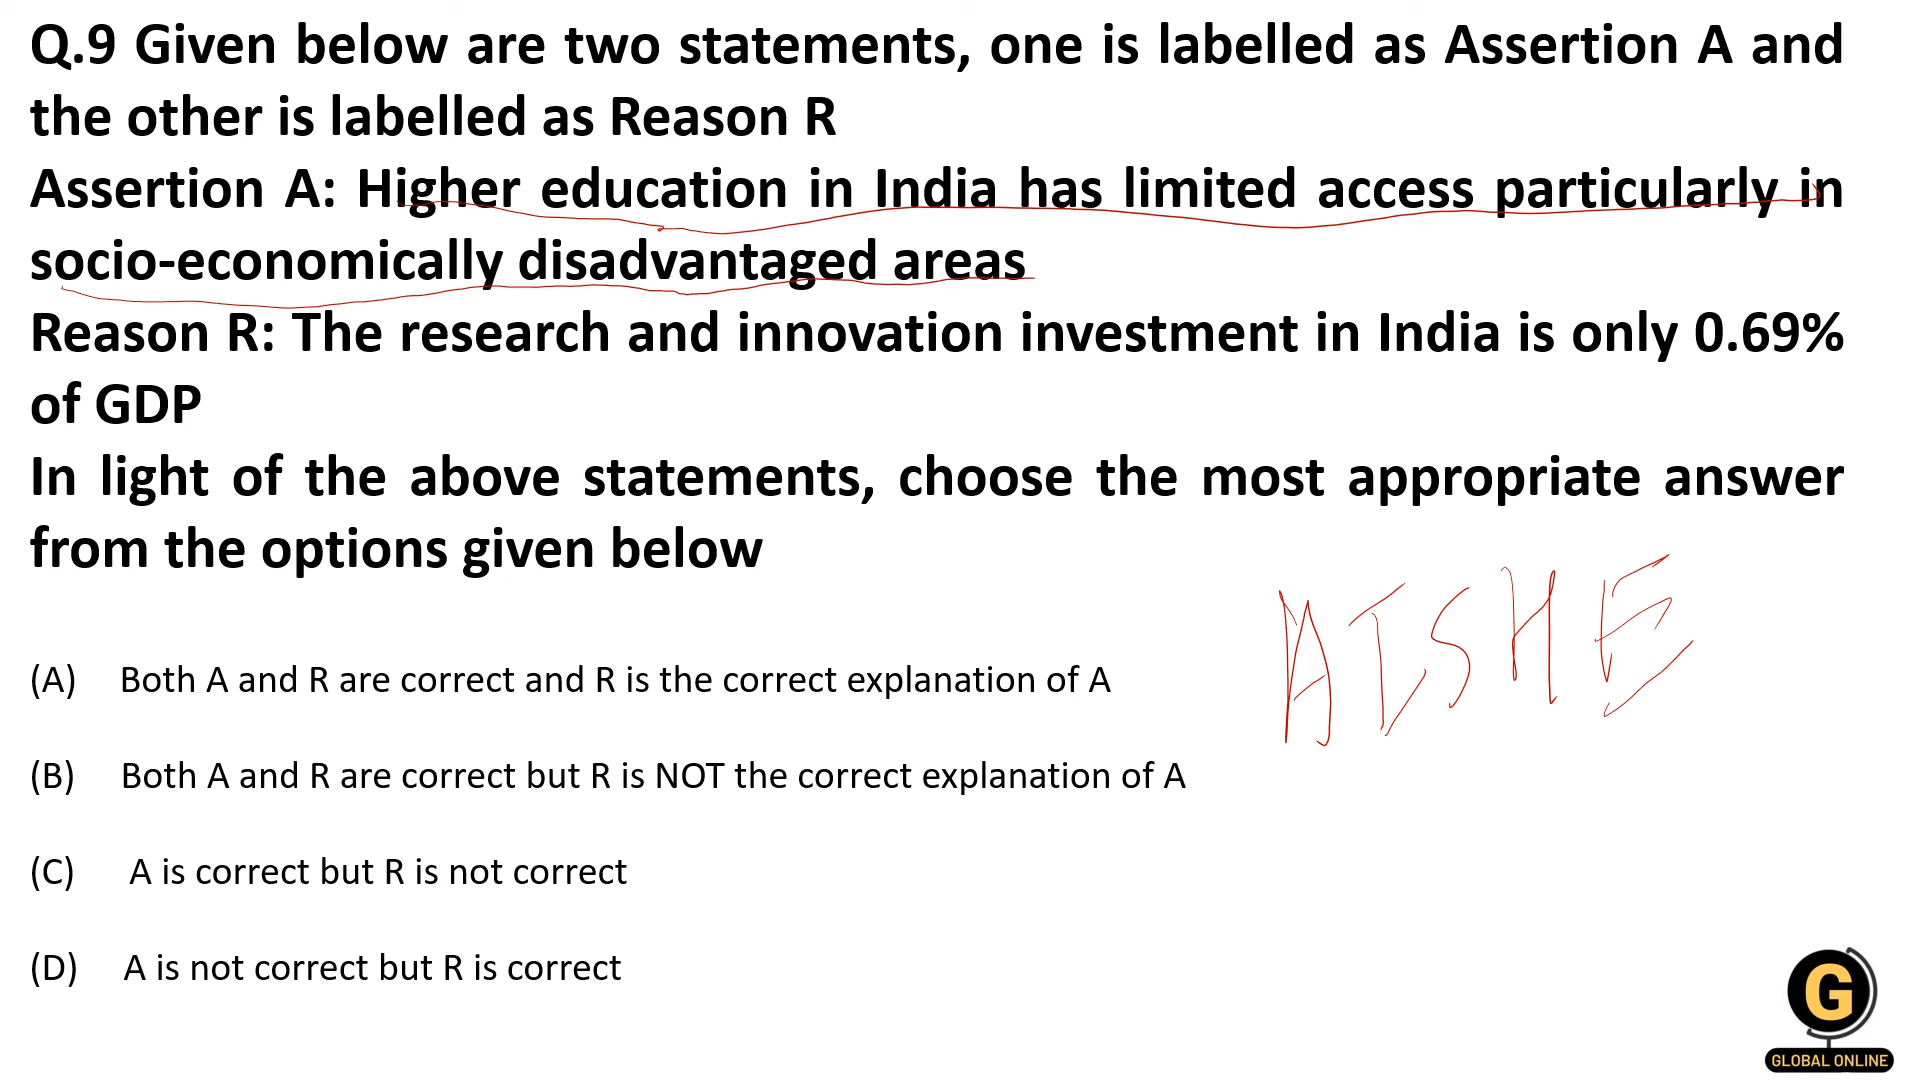 Q.9 Given below are two statements, one is labelled as Assertion A and
the other is labelled as Reason R
Assertion A: Higher education in India has limited access particularly in
socio-economically disadvantaged areas
Reason R: The research and innovation investment in India is only 0.69%
of GDP
In light of the above statements, choose the most appropriate answer
from the options given below
AISHE
(A) Both A and R are correct and R is the correct explanation of A
(B) Both A and R are correct but R is NOT the correct explanation of A
(C) A is correct but R is not correct
(D) A is not correct but R is correct
G
GLOBAL ONLINE